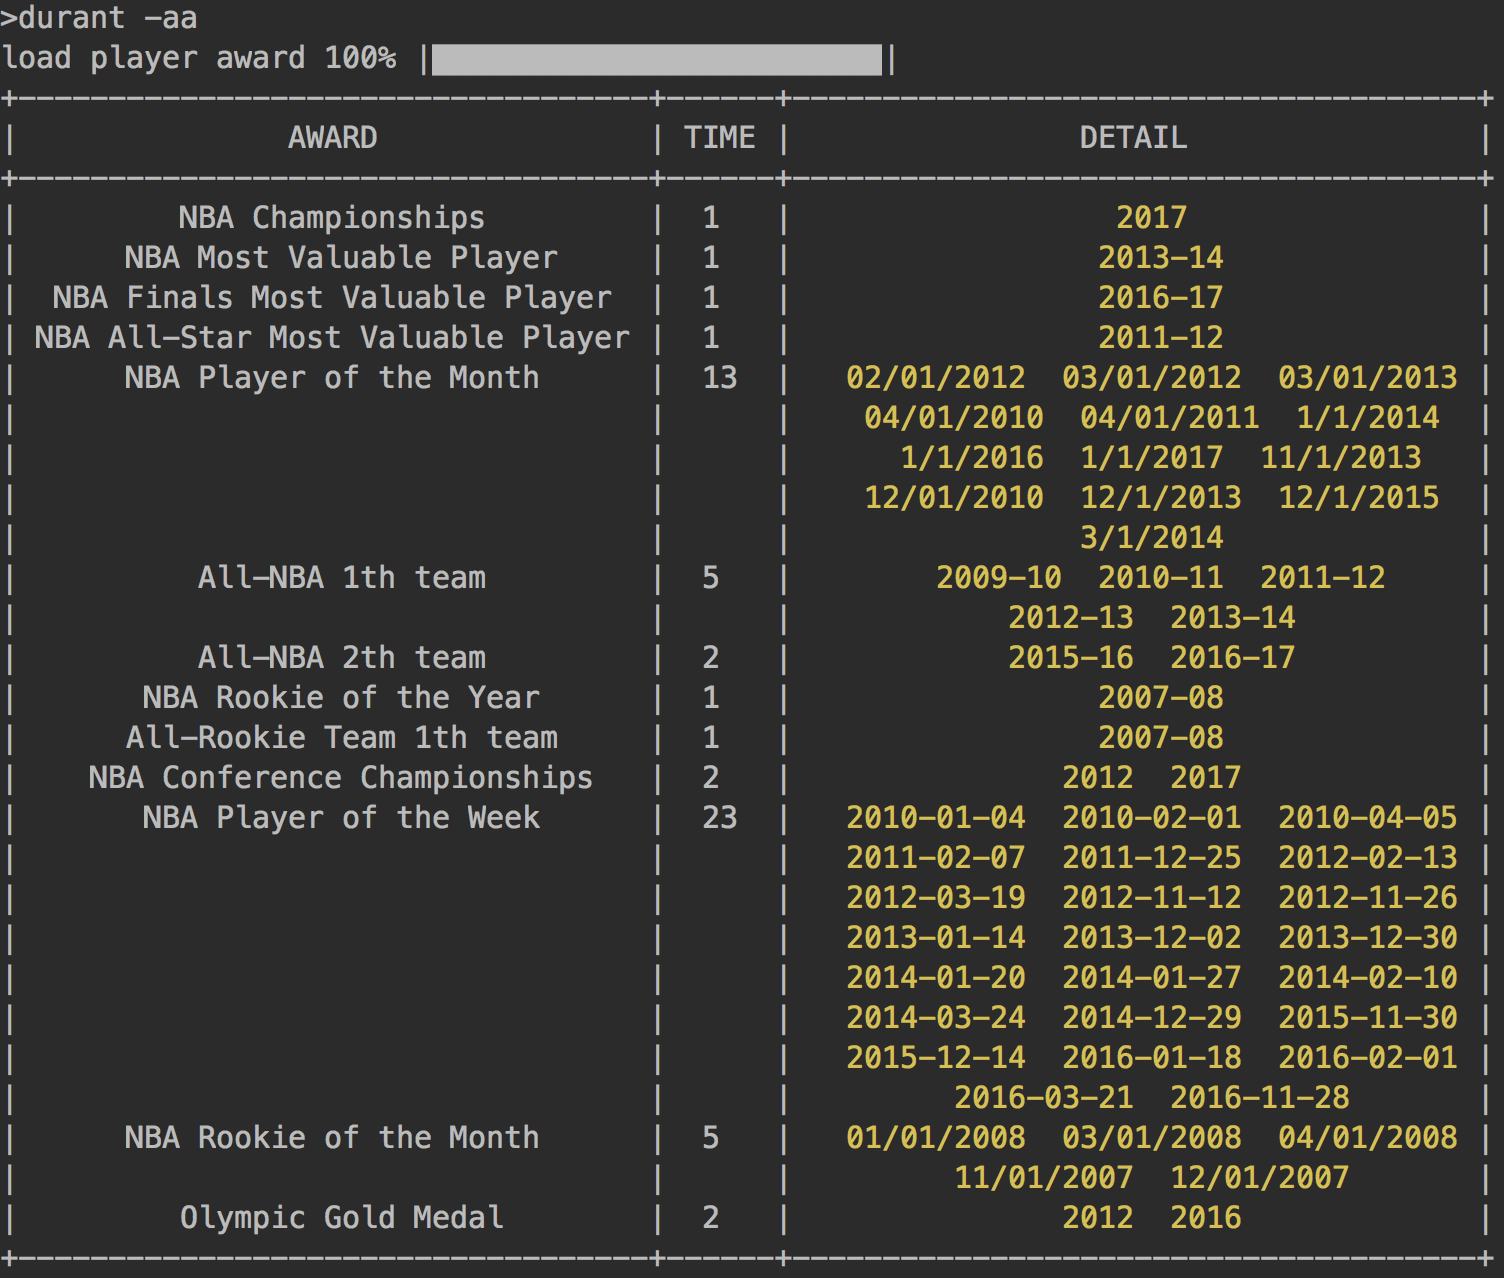 >durant -aa
load player award 100% |          |
+-----------------------------------+------+--------------------------------------+
| AWARD | TIME | DETAIL |
+-----------------------------------+------+--------------------------------------+
| NBA Championships | 1 | 2017 |
| NBA Most Valuable Player | 1 | 2013-14 |
| NBA Finals Most Valuable Player | 1 | 2016-17 |
| NBA All-Star Most Valuable Player | 1 | 2011-12 |
| NBA Player of the Month | 13 | 02/01/2012 03/01/2012 03/01/2013 |
| | | 04/01/2010 04/01/2011 1/1/2014 |
| | | 1/1/2016 1/1/2017 11/1/2013 |
| | | 12/01/2010 12/1/2013 12/1/2015 |
| | | 3/1/2014 |
| All-NBA 1th team | 5 | 2009-10 2010-11 2011-12 |
| | | 2012-13 2013-14 |
| All-NBA 2th team | 2 | 2015-16 2016-17 |
| NBA Rookie of the Year | 1 | 2007-08 |
| All-Rookie Team 1th team | 1 | 2007-08 |
| NBA Conference Championships | 2 | 2012 2017 |
| NBA Player of the Week | 23 | 2010-01-04 2010-02-01 2010-04-05 |
| | | 2011-02-07 2011-12-25 2012-02-13 |
| | | 2012-03-19 2012-11-12 2012-11-26 |
| | | 2013-01-14 2013-12-02 2013-12-30 |
| | | 2014-01-20 2014-01-27 2014-02-10 |
| | | 2014-03-24 2014-12-29 2015-11-30 |
| | | 2015-12-14 2016-01-18 2016-02-01 |
| | | 2016-03-21 2016-11-28 |
| NBA Rookie of the Month | 5 | 01/01/2008 03/01/2008 04/01/2008 |
| | | 11/01/2007 12/01/2007 |
| Olympic Gold Medal | 2 | 2012 2016 |
+-----------------------------------+------+--------------------------------------+